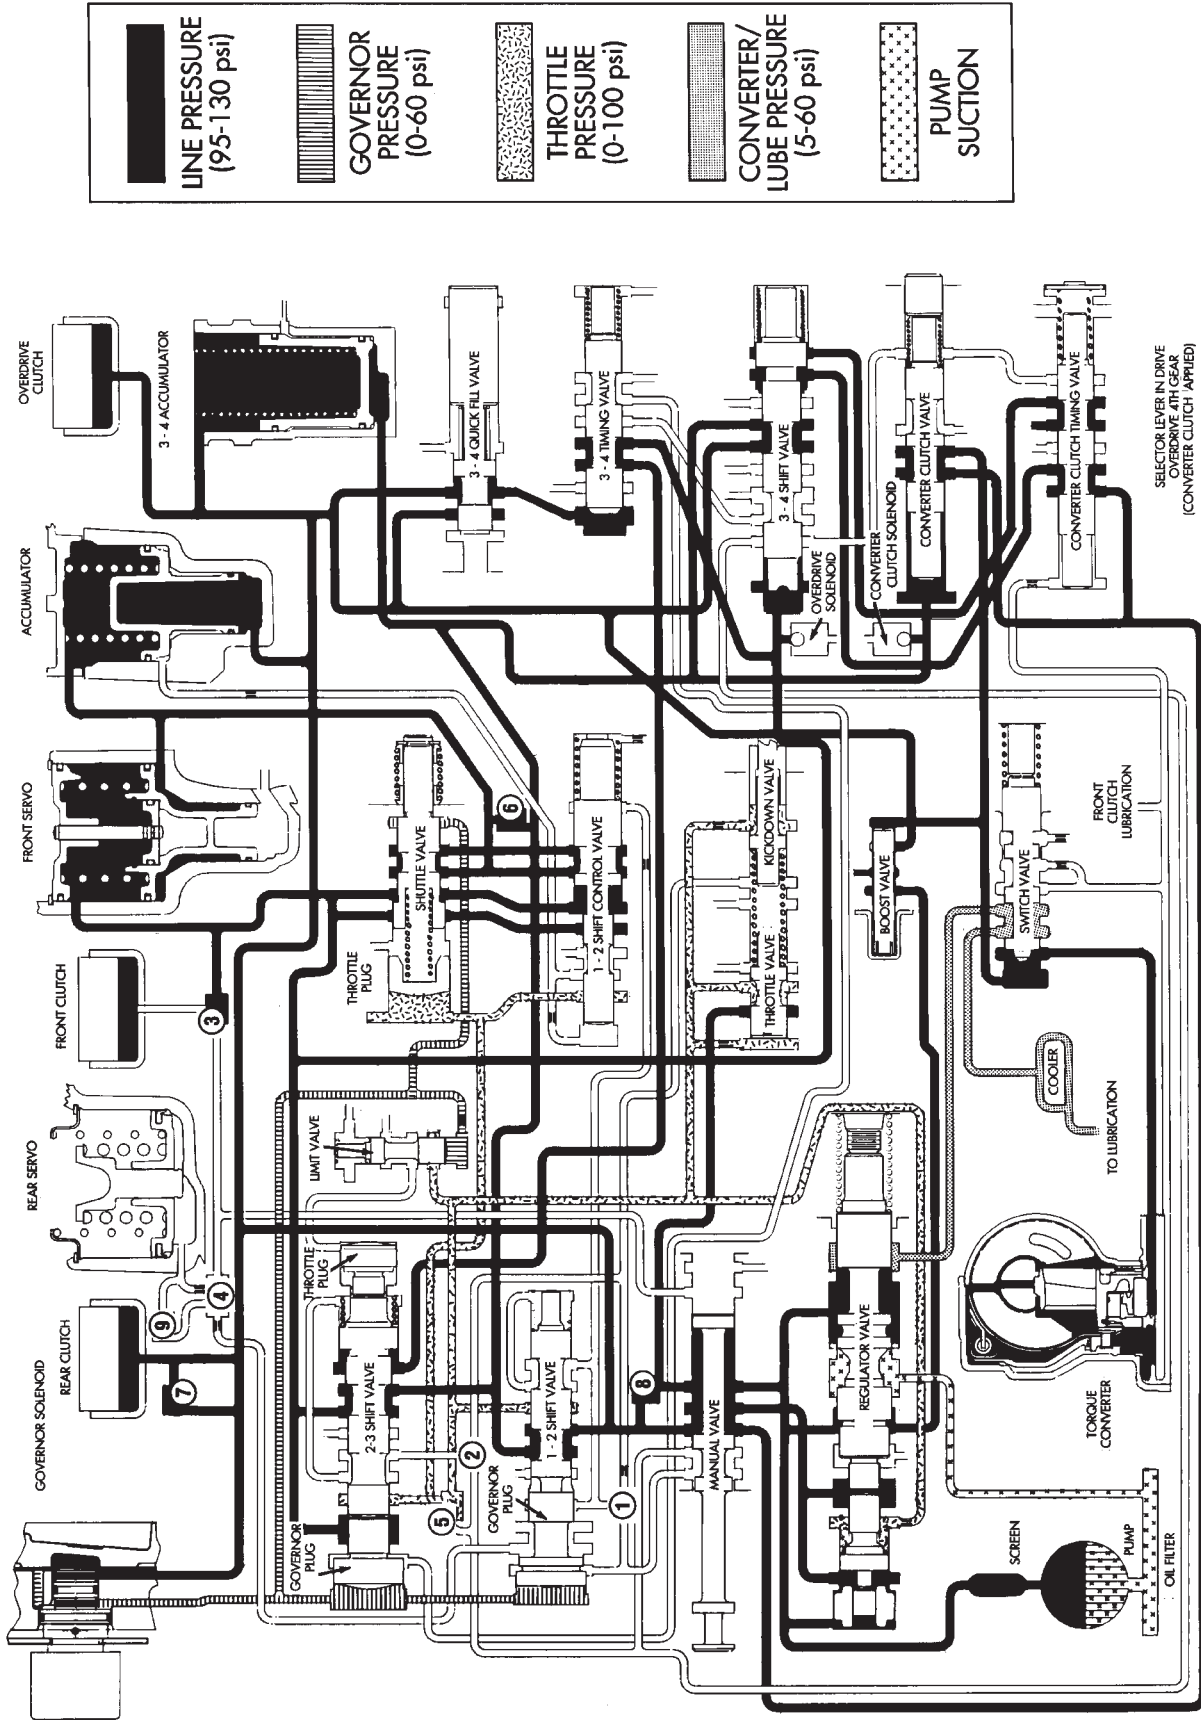 LINE PRESSURE
(95-130 psi)
GOVERNOR
PRESSURE
(0-60 psi)
THROTTLE
PRESSURE
(0-100 psi)
CONVERTER/
LUBE PRESSURE
(5-60 psi)
PUMP
SUCTION
GOVERNOR SOLENOID
REAR CLUTCH
REAR SERVO
FRONT CLUTCH
FRONT SERVO
ACCUMULATOR
OVERDRIVE
CLUTCH
3 - 4 ACCUMULATOR
7
9
4
3
6
GOVERNOR
PLUG
2-3 SHIFT VALVE
THROTTLE
PLUG
LIMIT VALVE
THROTTLE
PLUG
SHUTTLE VALVE
3 - 4 QUICK FILL VALVE
5
2
GOVERNOR
PLUG
1 - 2 SHIFT VALVE
1 - 2 SHIFT CONTROL VALVE
3 - 4 TIMING VALVE
1
8
MANUAL VALVE
THROTTLE VALVE
KICKDOWN VALVE
OVERDRIVE
SOLENOID
3 - 4 SHIFT VALVE
REGULATOR VALVE
BOOST VALVE
CONVERTER
CLUTCH SOLENOID
CONVERTER CLUTCH VALVE
SCREEN
PUMP
OIL FILTER
TORQUE
CONVERTER
TO LUBRICATION
COOLER
SWITCH VALVE
FRONT
CLUTCH
LUBRICATION
CONVERTER CLUTCH TIMING VALVE
SELECTOR LEVER IN DRIVE
OVERDRIVE 4TH GEAR
(CONVERTER CLUTCH APPLIED)